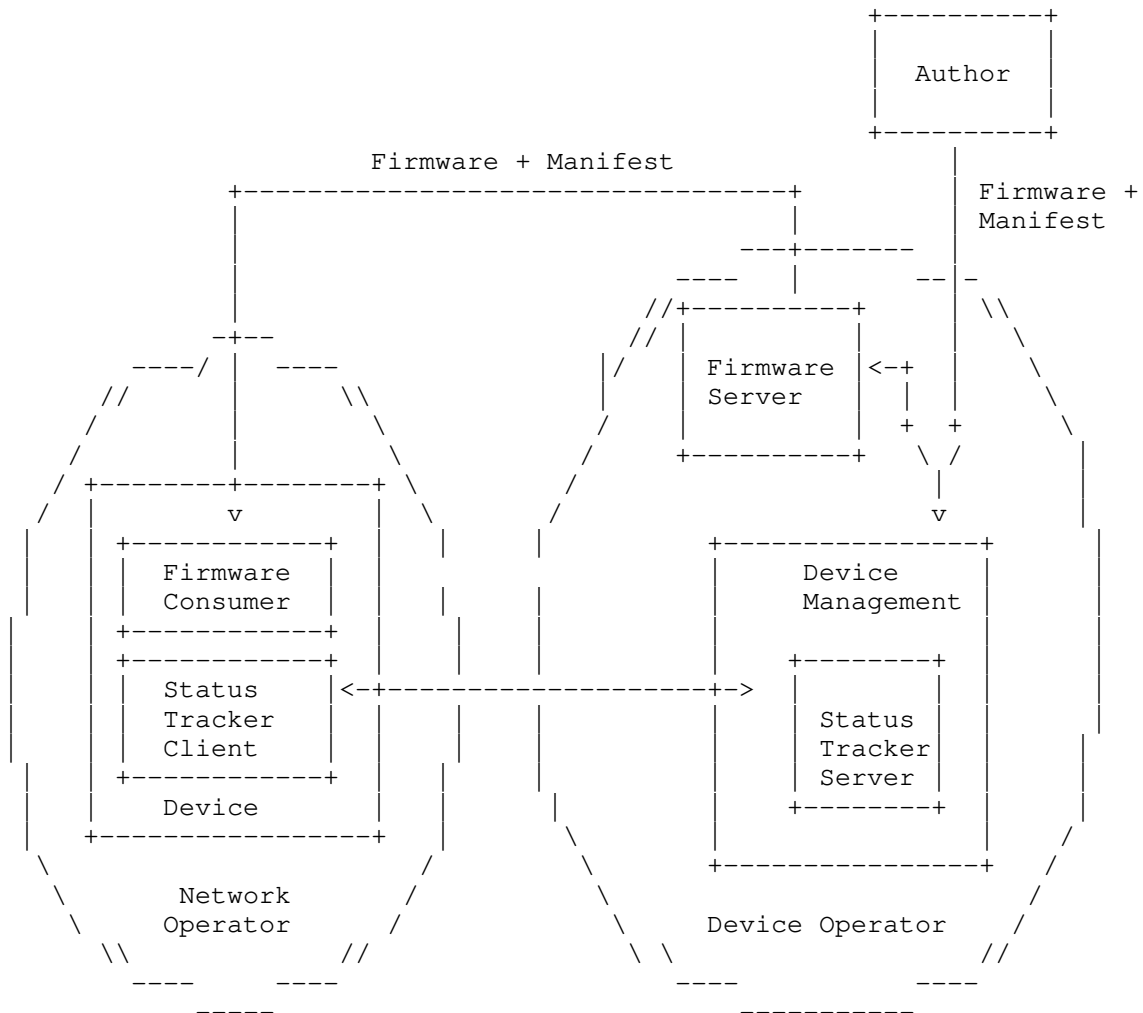 Author
Firmware + Manifest
Firmware +
Manifest
Firmware
Server
Firmware
Consumer
Device
Management
Status
Tracker
Client
Status
Tracker
Server
Device
Network
Operator
Device Operator